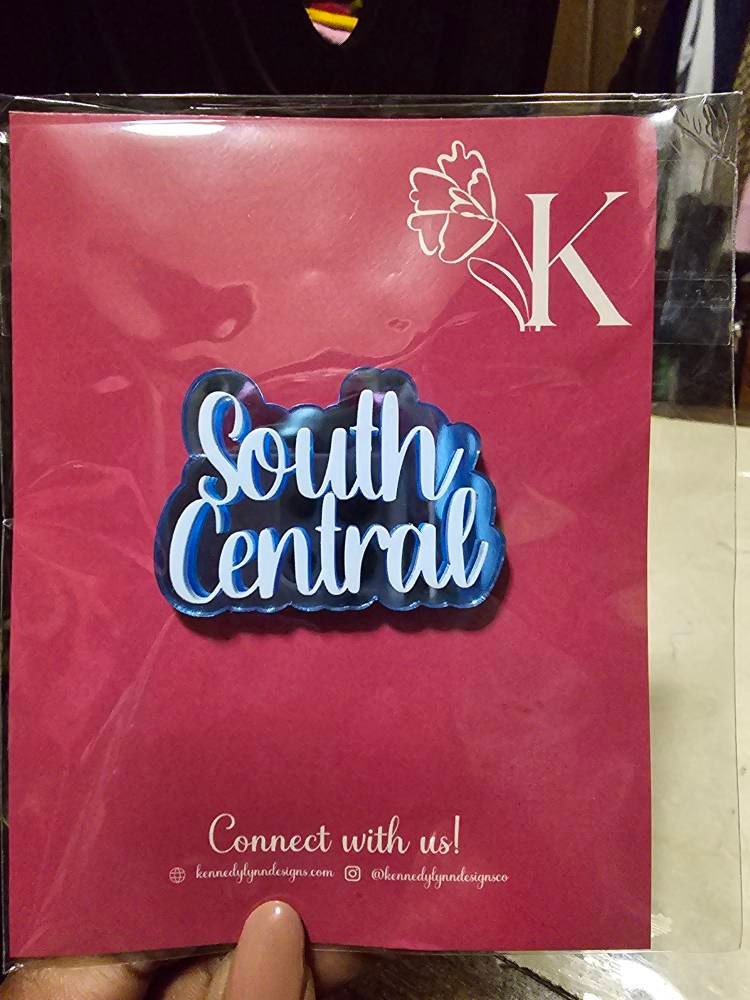 K
South
Central
Connect with us!
kennedylynndesigns.com @kennedylynndesignsco